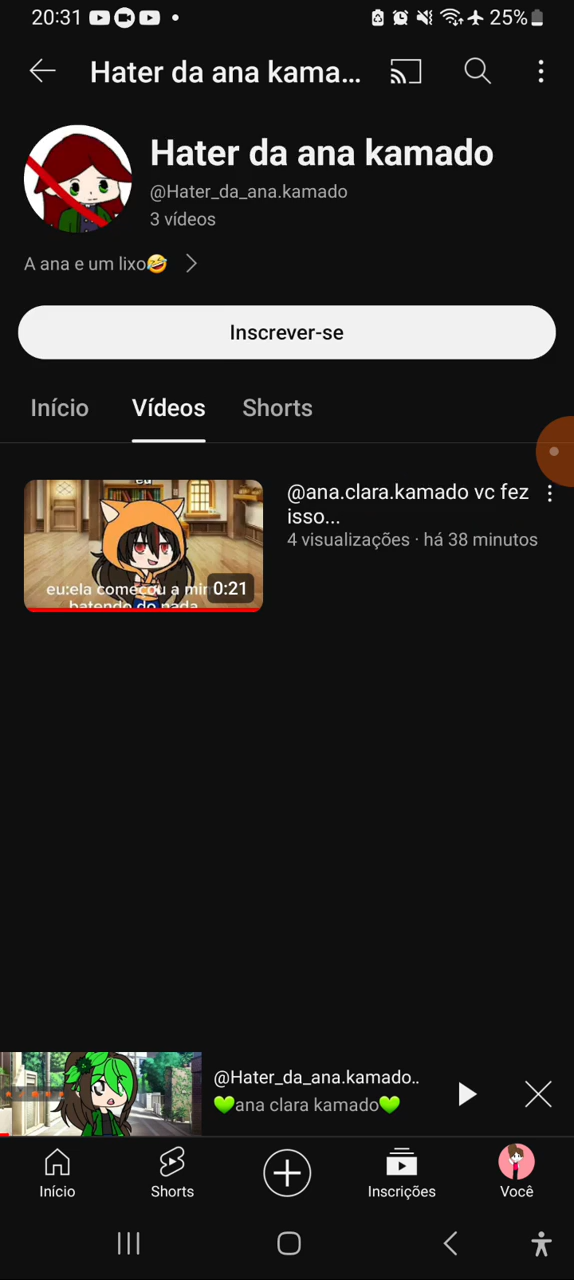 20:31 25%
Hater da ana kama...
Hater da ana kamado
@Hater_da_ana.kamado
3 vídeos
A ana e um lixo🤣
Inscrever-se
Início Vídeos Shorts
eu
eu:ela começou a mir
batendo do nada
0:21
@ana.clara.kamado vc fez
isso...
4 visualizações · há 38 minutos
@Hater_da_ana.kamado..
💚ana clara kamado💚
Início Shorts Inscrições Você